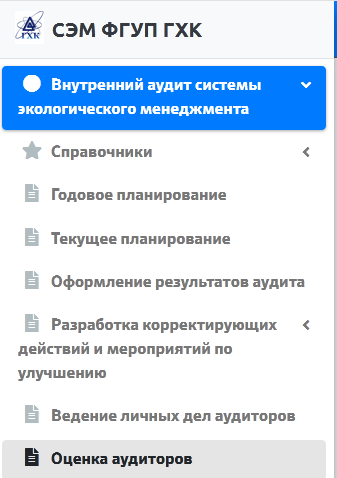 ГХК
СЭМ ФГУП ГХК
Внутренний аудит системы
экологического менеджмента
Справочники
Годовое планирование
Текущее планирование
Оформление результатов аудита
Разработка корректирующих
действий и мероприятий по
улучшению
Ведение личных дел аудиторов
Оценка аудиторов